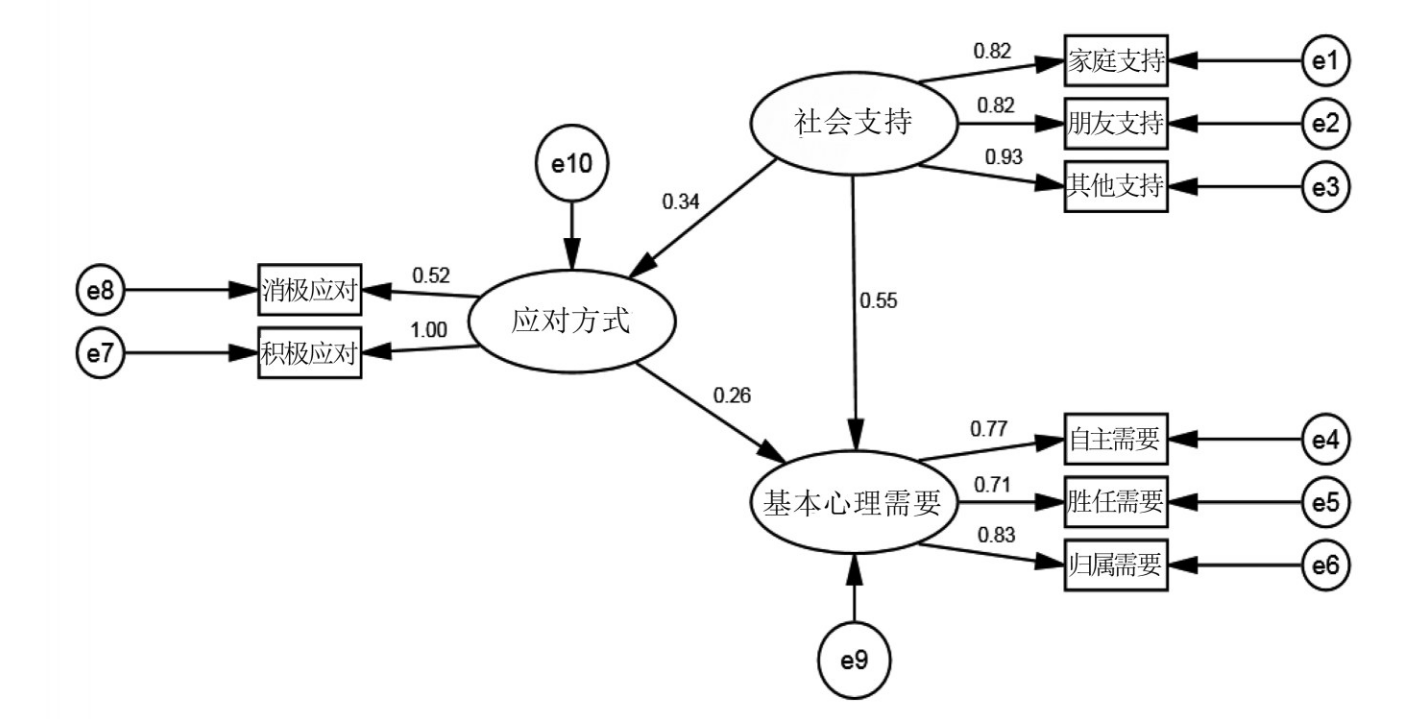 0.82
家庭支持
e1
社会支持
0.82
朋友支持
e2
0.93
其他支持
e3
e10
0.34
e8
消极应对
0.52
应对方式
0.55
e7
积极应对
1.00
0.26
0.77
自主需要
e4
基本心理需要
0.71
胜任需要
e5
0.83
归属需要
e6
e9